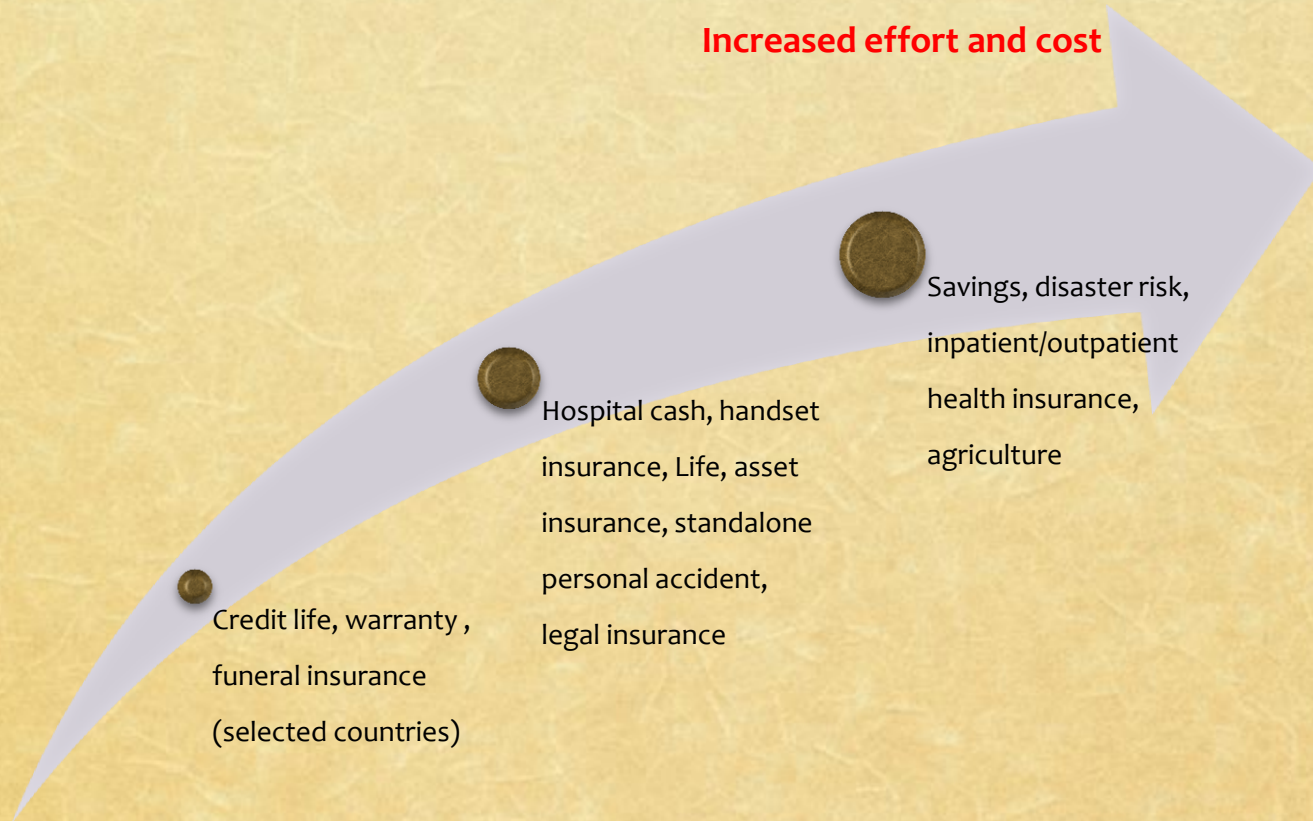 Increased effort and cost
Savings, disaster risk,
inpatient/outpatient
health insurance,
agriculture
Hospital cash, handset
insurance, Life, asset
insurance, standalone
personal accident,
legal insurance
Credit life, warranty ,
funeral insurance
(selected countries)